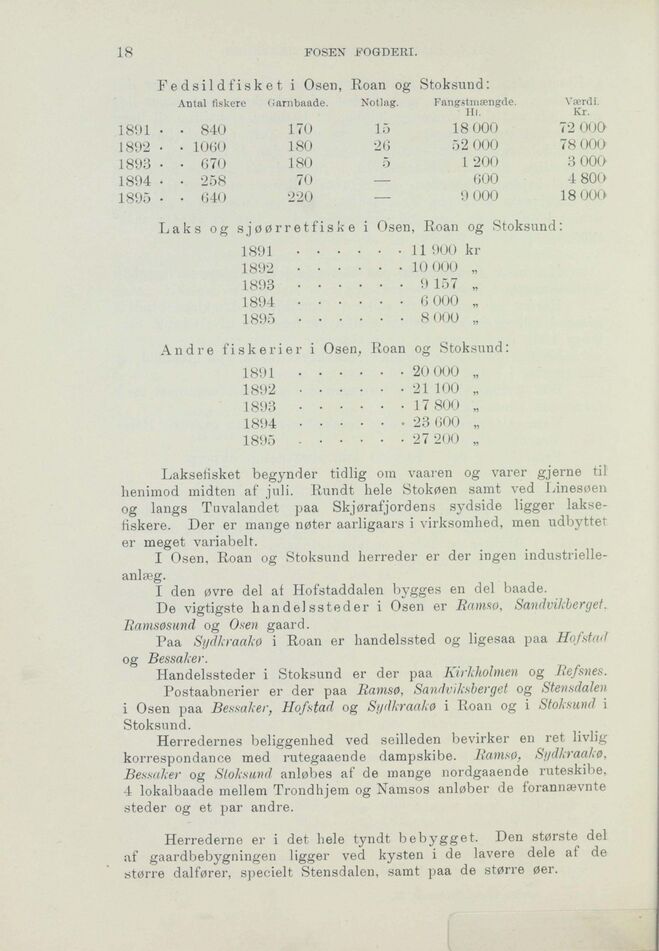 18 FOSEN FOGDERI.
Fedsildfisket i Osen, Roan og Stoksund:
Antal fiskere Garnbaade. Notlag. Fangstmængde. Værdi.
Hl. Kr.
1891 . . 840 170 15 18 000 72 000
1892 . . 1060 180 26 52 000 78 000
1893 . . 670 180 5 1 200 3 000
1894 . . 258 70 — 600 4 800
1895 . . 640 220 — 9 000 18 000
Laks og sjøørretfiske i Osen, Roan og Stoksund:
1891 . . . . . . 11 900 kr
1892 . . . . . . 10 000 „
1893 . . . . . . 9 157 „
1894 . . . . . . 6 000 „
1895 . . . . . . 8 000 „
Andre fiskerier i Osen, Roan og Stoksund:
1891 . . . . . . 20 000 „
1892 . . . . . . 21 100 „
1893 . . . . . . 17 800 „
1894 . . . . . . 23 600 „
1895 . . . . . . 27 200 „
Laksefisket begynder tidlig om vaaren og varer gjerne til
henimod midten af juli. Rundt hele Stokøen samt ved Linesøen
og langs Tuvalandet paa Skjørafjordens sydside ligger lakse-
fiskere. Der er mange nøter aarligaars i virksomhed, men udbyttet
er meget variabelt.
I Osen, Roan og Stoksund herreder er der ingen industrielle-
anlæg.
I den øvre del af Hofstaddalen bygges en del baade.
De vigtigste handelssteder i Osen er Ramsø, Sandvikberget,
Ramsøsund og Osen gaard.
Paa Sydkraakø i Roan er handelssted og ligesaa paa Hofstad
og Bessaker.
Handelssteder i Stoksund er der paa Kirkholmen og Refsnes.
Postaabnerier er der paa Ramsø, Sandviksberget og Stensdalen
i Osen paa Bessaker, Hofstad og Sydkraakø i Roan og i Stoksund i
Stoksund.
Herredernes beliggenhed ved seilleden bevirker en ret livlig
korrespondance med rutegaaende dampskibe. Ramsø, Sydkraakø,
Bessaker og Stoksund anløbes af de mange nordgaaende ruteskibe.
4 lokalbaade mellem Trondhjem og Namsos anløber de forannævnte
steder og et par andre.
Herrederne er i det hele tyndt bebygget. Den største del
af gaardbebygningen ligger ved kysten i de lavere dele af de
større dalfører, specielt Stensdalen, samt paa de større øer.